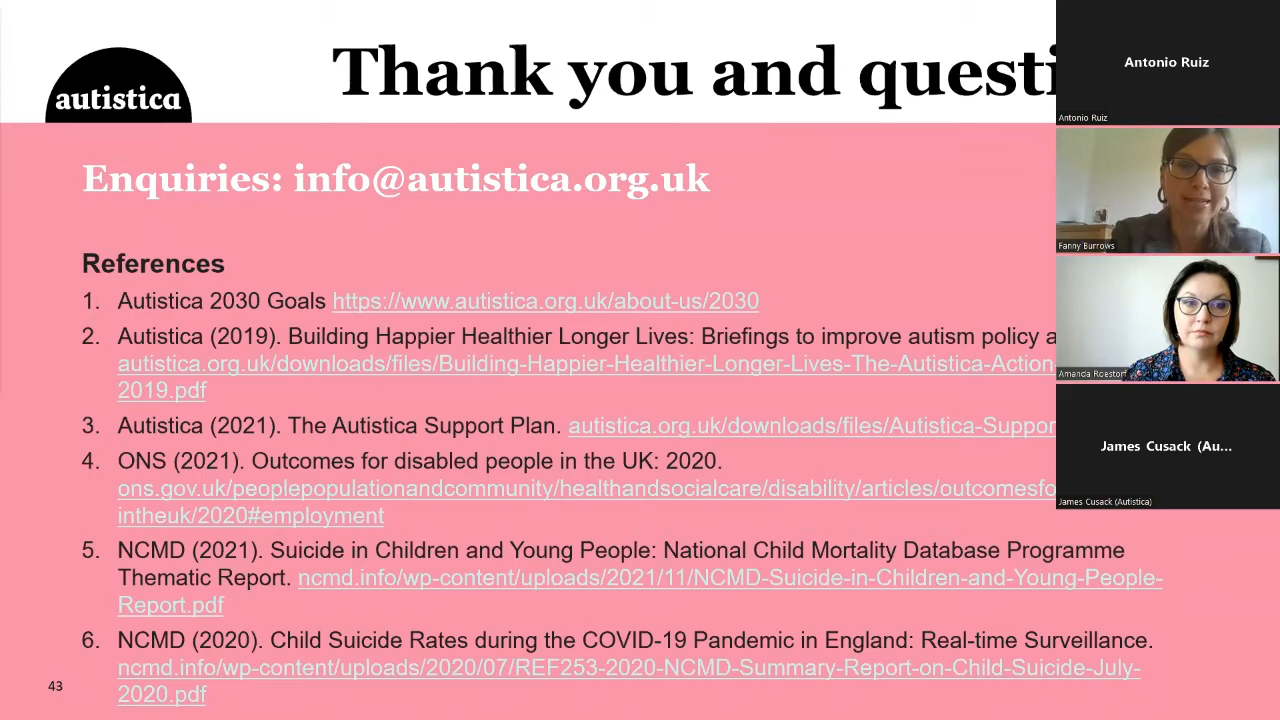 autistica
Thank you and questi
Enquiries: info@autistica.org.uk
References
1. Autistica 2030 Goals https://www.autistica.org.uk/about-us/2030
2. Autistica (2019). Building Happier Healthier Longer Lives: Briefings to improve autism policy a
autistica.org.uk/downloads/files/Building-Happier-Healthier-Longer-Lives-The-Autistica-Action-
2019.pdf
3. Autistica (2021). The Autistica Support Plan. autistica.org.uk/downloads/files/Autistica-Suppor
4. ONS (2021). Outcomes for disabled people in the UK: 2020.
ons.gov.uk/peoplepopulationandcommunity/healthandsocialcare/disability/articles/outcomesfo
intheuk/2020#employment
5. NCMD (2021). Suicide in Children and Young People: National Child Mortality Database Programme
Thematic Report. ncmd.info/wp-content/uploads/2021/11/NCMD-Suicide-in-Children-and-Young-People-
Report.pdf
6. NCMD (2020). Child Suicide Rates during the COVID-19 Pandemic in England: Real-time Surveillance.
ncmd.info/wp-content/uploads/2020/07/REF253-2020-NCMD-Summary-Report-on-Child-Suicide-July-
2020.pdf
43
Antonio Ruiz
Antonio Ruiz
Fanny Burrows
Amanda Roestorf
James Cusack (Au...
James Cusack (Autistica)